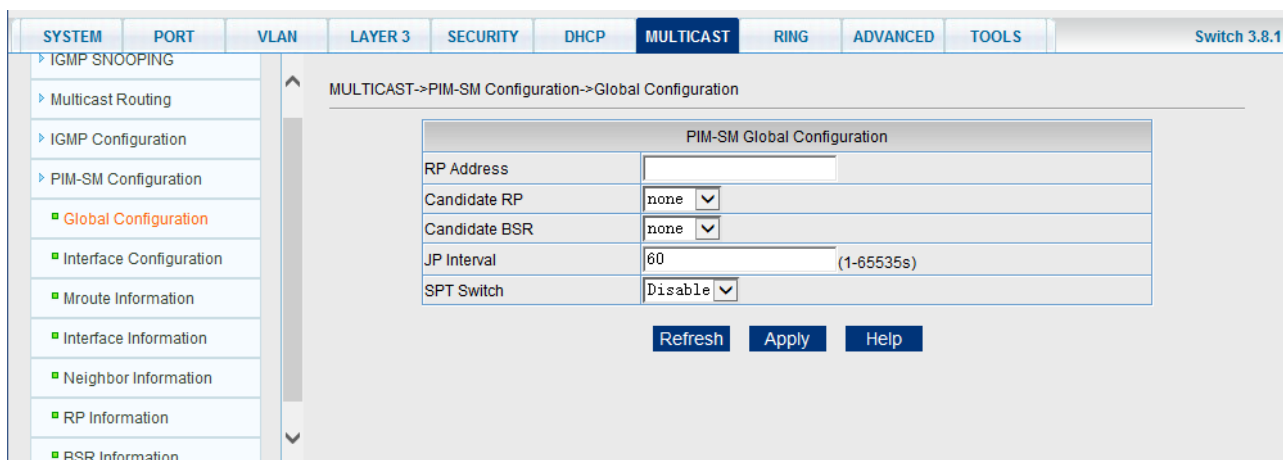 SYSTEM PORT VLAN LAYER 3 SECURITY DHCP MULTICAST RING ADVANCED TOOLS Switch 3.8.1
IGMP SNOOPING
Multicast Routing
IGMP Configuration
PIM-SM Configuration
Global Configuration
Interface Configuration
Mroute Information
Interface Information
Neighbor Information
RP Information
BSR Information
MULTICAST->PIM-SM Configuration->Global Configuration
PIM-SM Global Configuration
RP Address
Candidate RP none
Candidate BSR none
JP Interval 60 (1-65535s)
SPT Switch Disable
Refresh Apply Help